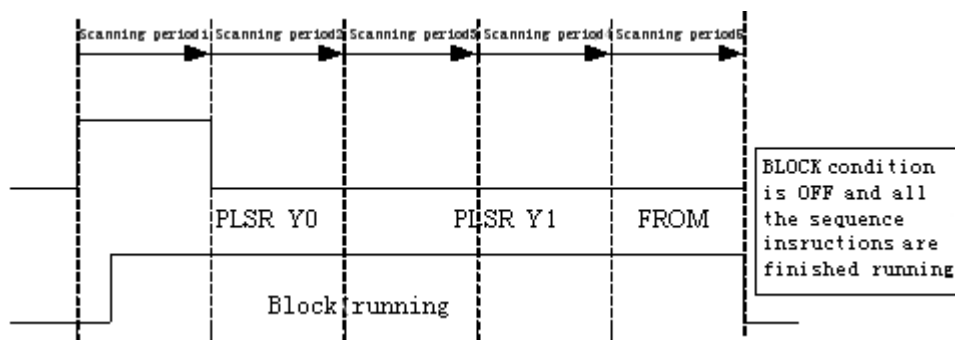 Scanning period1 Scanning period2 Scanning period3 Scanning period4 Scanning period5
BLOCK condition
is OFF and all
the sequence
insructions are
finished running
PLSR Y0 PLSR Y1 FROM
Block running